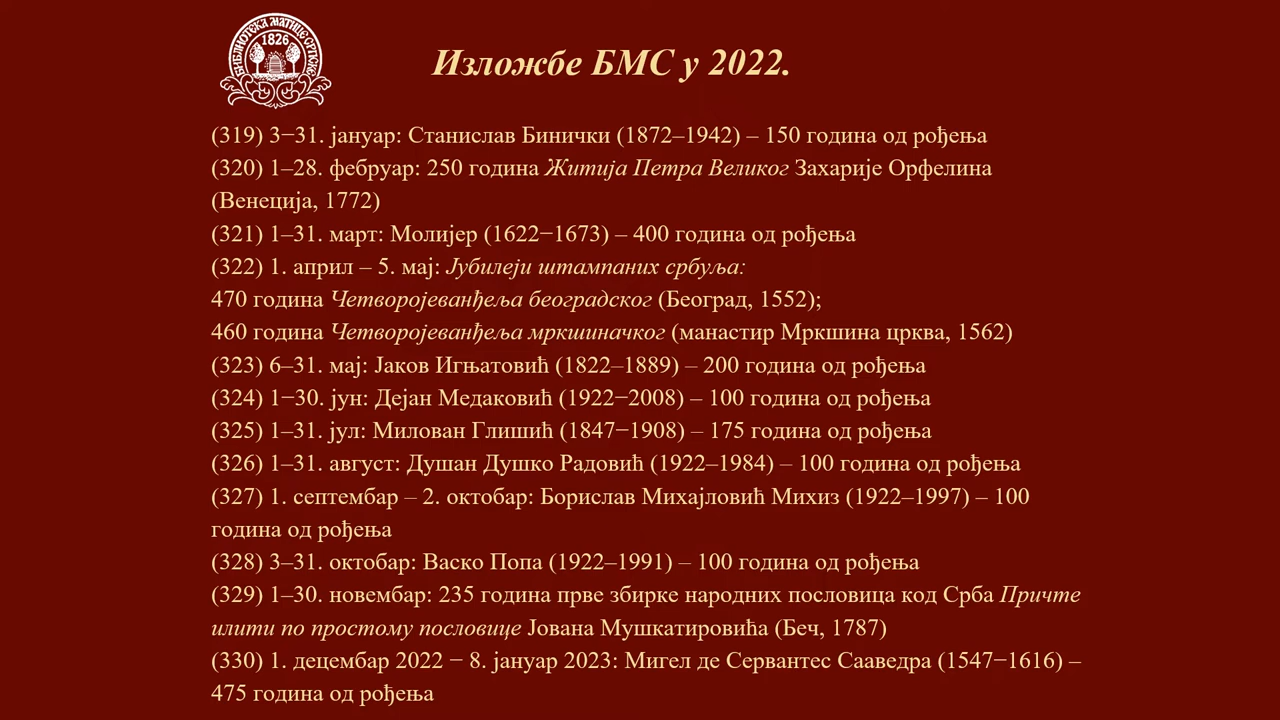 БИБЛИОТЕКА МАТИЦЕ СРПСКЕ
1826
Изложбе БМС у 2022.
(319) 3−31. јануар: Станислав Бинички (1872–1942) – 150 година од рођења
(320) 1–28. фебруар: 250 година Житија Петра Великог Захарије Орфелина
(Венеција, 1772)
(321) 1–31. март: Молијер (1622−1673) – 400 година од рођења
(322) 1. април – 5. мај: Јубилеји штампаних србуља:
470 година Четворојеванђеља београдског (Београд, 1552);
460 година Четворојеванђеља мркшиначког (манастир Мркшина црква, 1562)
(323) 6–31. мај: Јаков Игњатовић (1822–1889) – 200 година од рођења
(324) 1−30. јун: Дејан Медаковић (1922−2008) – 100 година од рођења
(325) 1–31. јул: Милован Глишић (1847−1908) – 175 година од рођења
(326) 1–31. август: Душан Душко Радовић (1922–1984) – 100 година од рођења
(327) 1. септембар – 2. октобар: Борислав Михајловић Михиз (1922–1997) – 100
година од рођења
(328) 3–31. октобар: Васко Попа (1922–1991) – 100 година од рођења
(329) 1–30. новембар: 235 година прве збирке народних пословица код Срба Причте
илити по простому пословице Јована Мушкатировића (Беч, 1787)
(330) 1. децембар 2022 − 8. јануар 2023: Мигел де Сервантес Сааведра (1547−1616) –
475 година од рођења